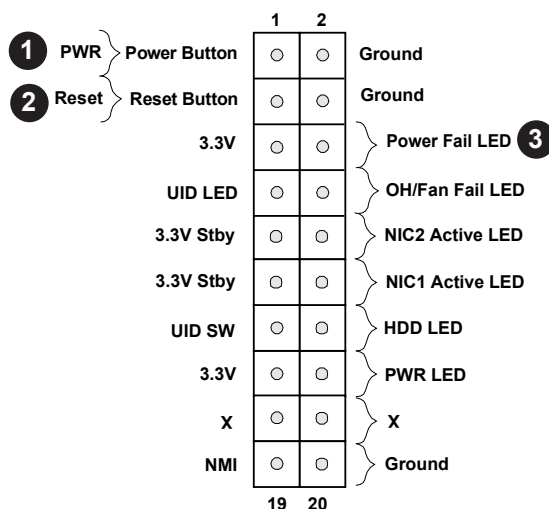 1 2
1 PWR Power Button Ground
2 Reset Reset Button Ground
3.3V Power Fail LED 3
UID LED OH/Fan Fail LED
3.3V Stby NIC2 Active LED
3.3V Stby NIC1 Active LED
UID SW HDD LED
3.3V PWR LED
X X
NMI Ground
19 20